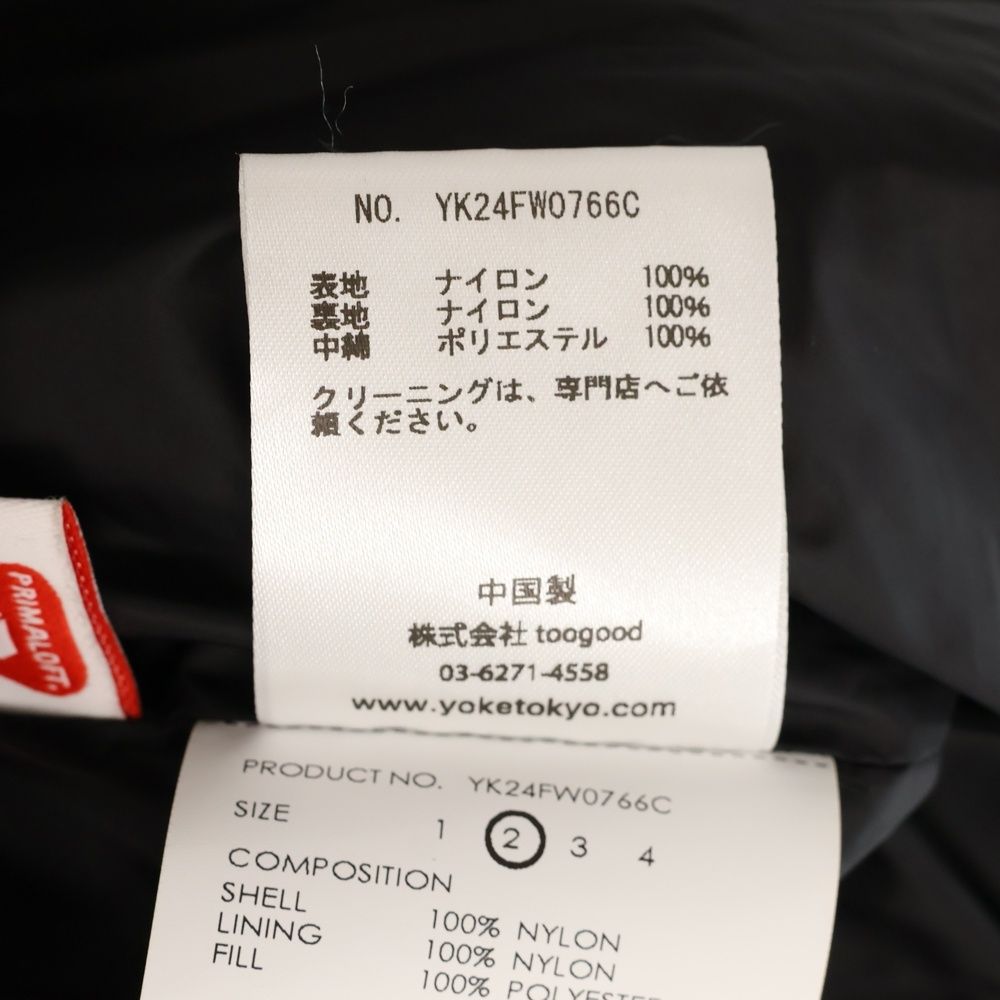 NO. YK24FW0766C
表地 ナイロン 100%
裏地 ナイロン 100%
中綿 ポリエステル 100%
クリーニングは、専門店へご依
頼ください。
中国製
株式会社 toogood
03-6271-4558
www.yoketokyo.com
PRIMALOFT
PRODUCT NO. YK24FW0766C
SIZE 1 2 3 4
COMPOSITION
SHELL 100% NYLON
LINING 100% NYLON
FILL 100% POLYESTER